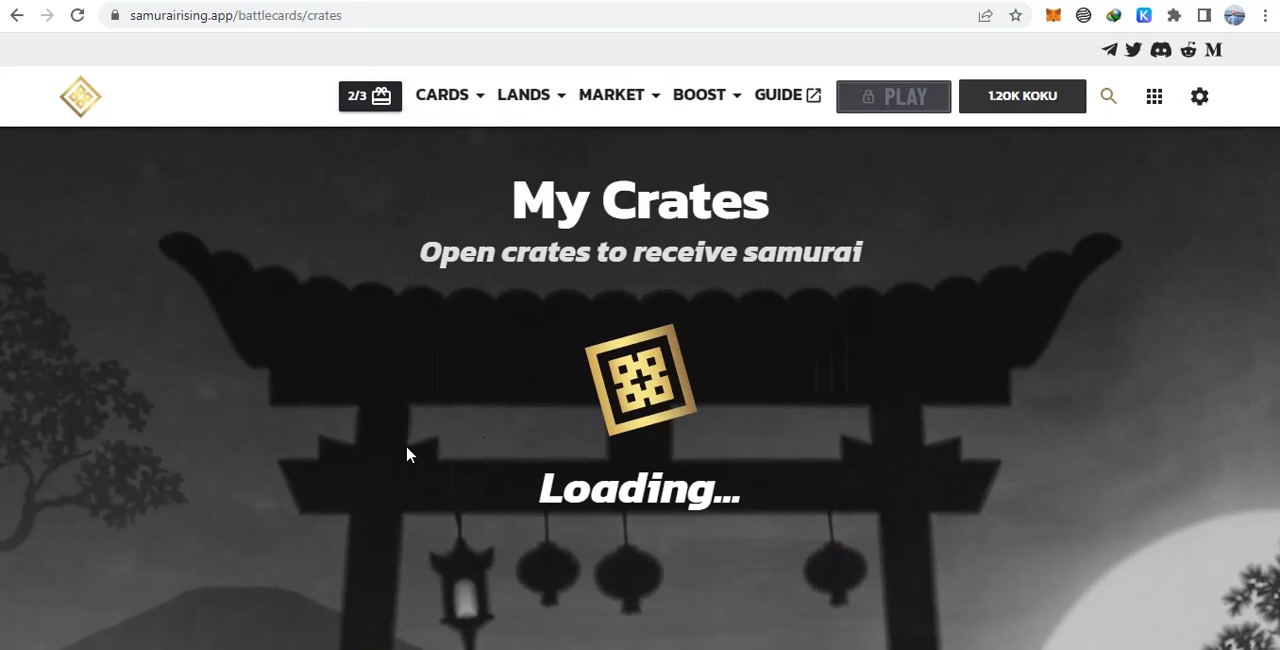 samurairising.app/battlecards/crates
2/3 CARDS LANDS MARKET BOOST GUIDE PLAY 1.20K KOKU
My Crates
Open crates to receive samurai
Loading...